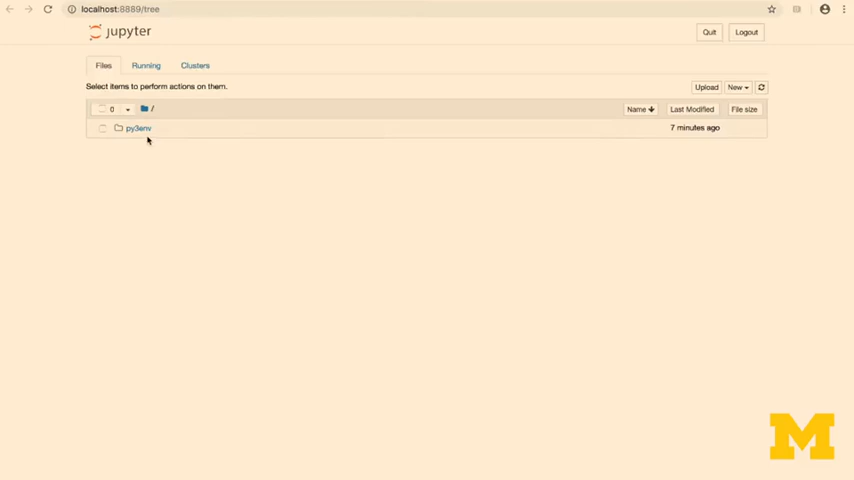 localhost:8889/tree
jupyter
Quit
Logout
Files
Running
Clusters
Select items to perform actions on them.
Upload
New
0
/
Name
Last Modified
File size
py3env
7 minutes ago
M